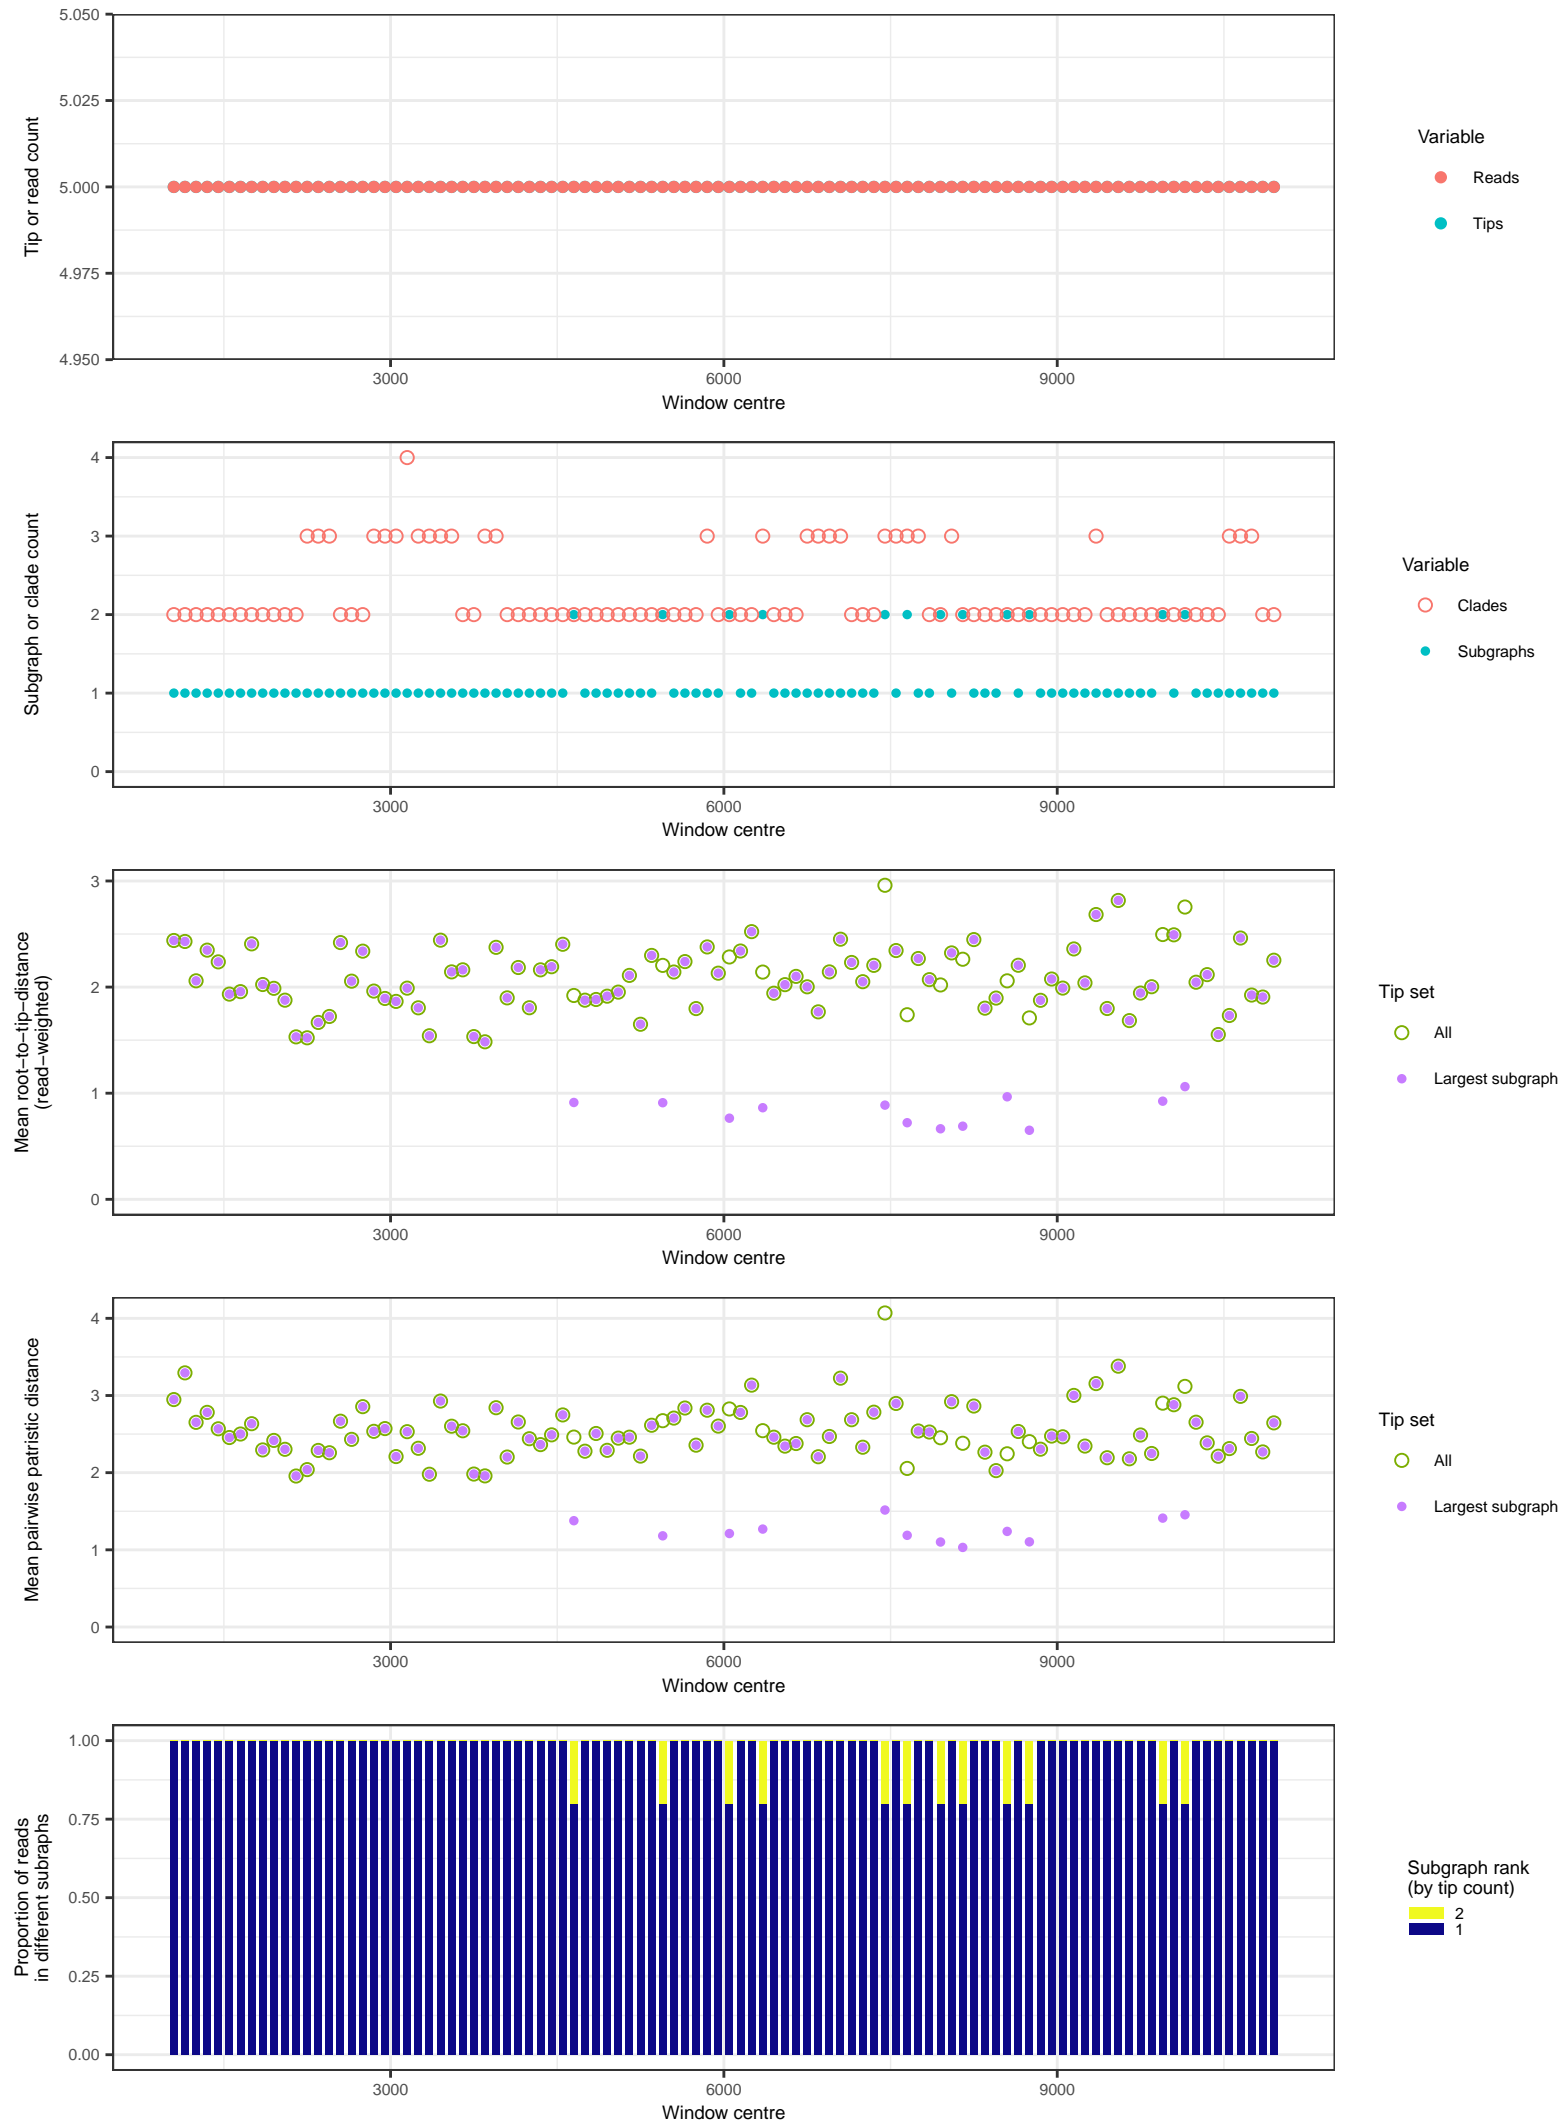 5.050
5.025
5.000
4.975
4.950
Tip or read count
3000
6000
9000
Window centre
Variable
Reads
Tips
4
3
2
1
0
Subgraph or clade count
3000
6000
9000
Window centre
Variable
Clades
Subgraphs
3
2
1
0
Mean root−to−tip−distance
(read−weighted)
3000
6000
9000
Window centre
Tip set
All
Largest subgraph
4
3
2
1
0
Mean pairwise patristic distance
3000
6000
9000
Window centre
Tip set
All
Largest subgraph
1.00
0.75
0.50
0.25
0.00
Proportion of reads
in different subraphs
3000
6000
9000
Window centre
Subgraph rank
(by tip count)
2
1